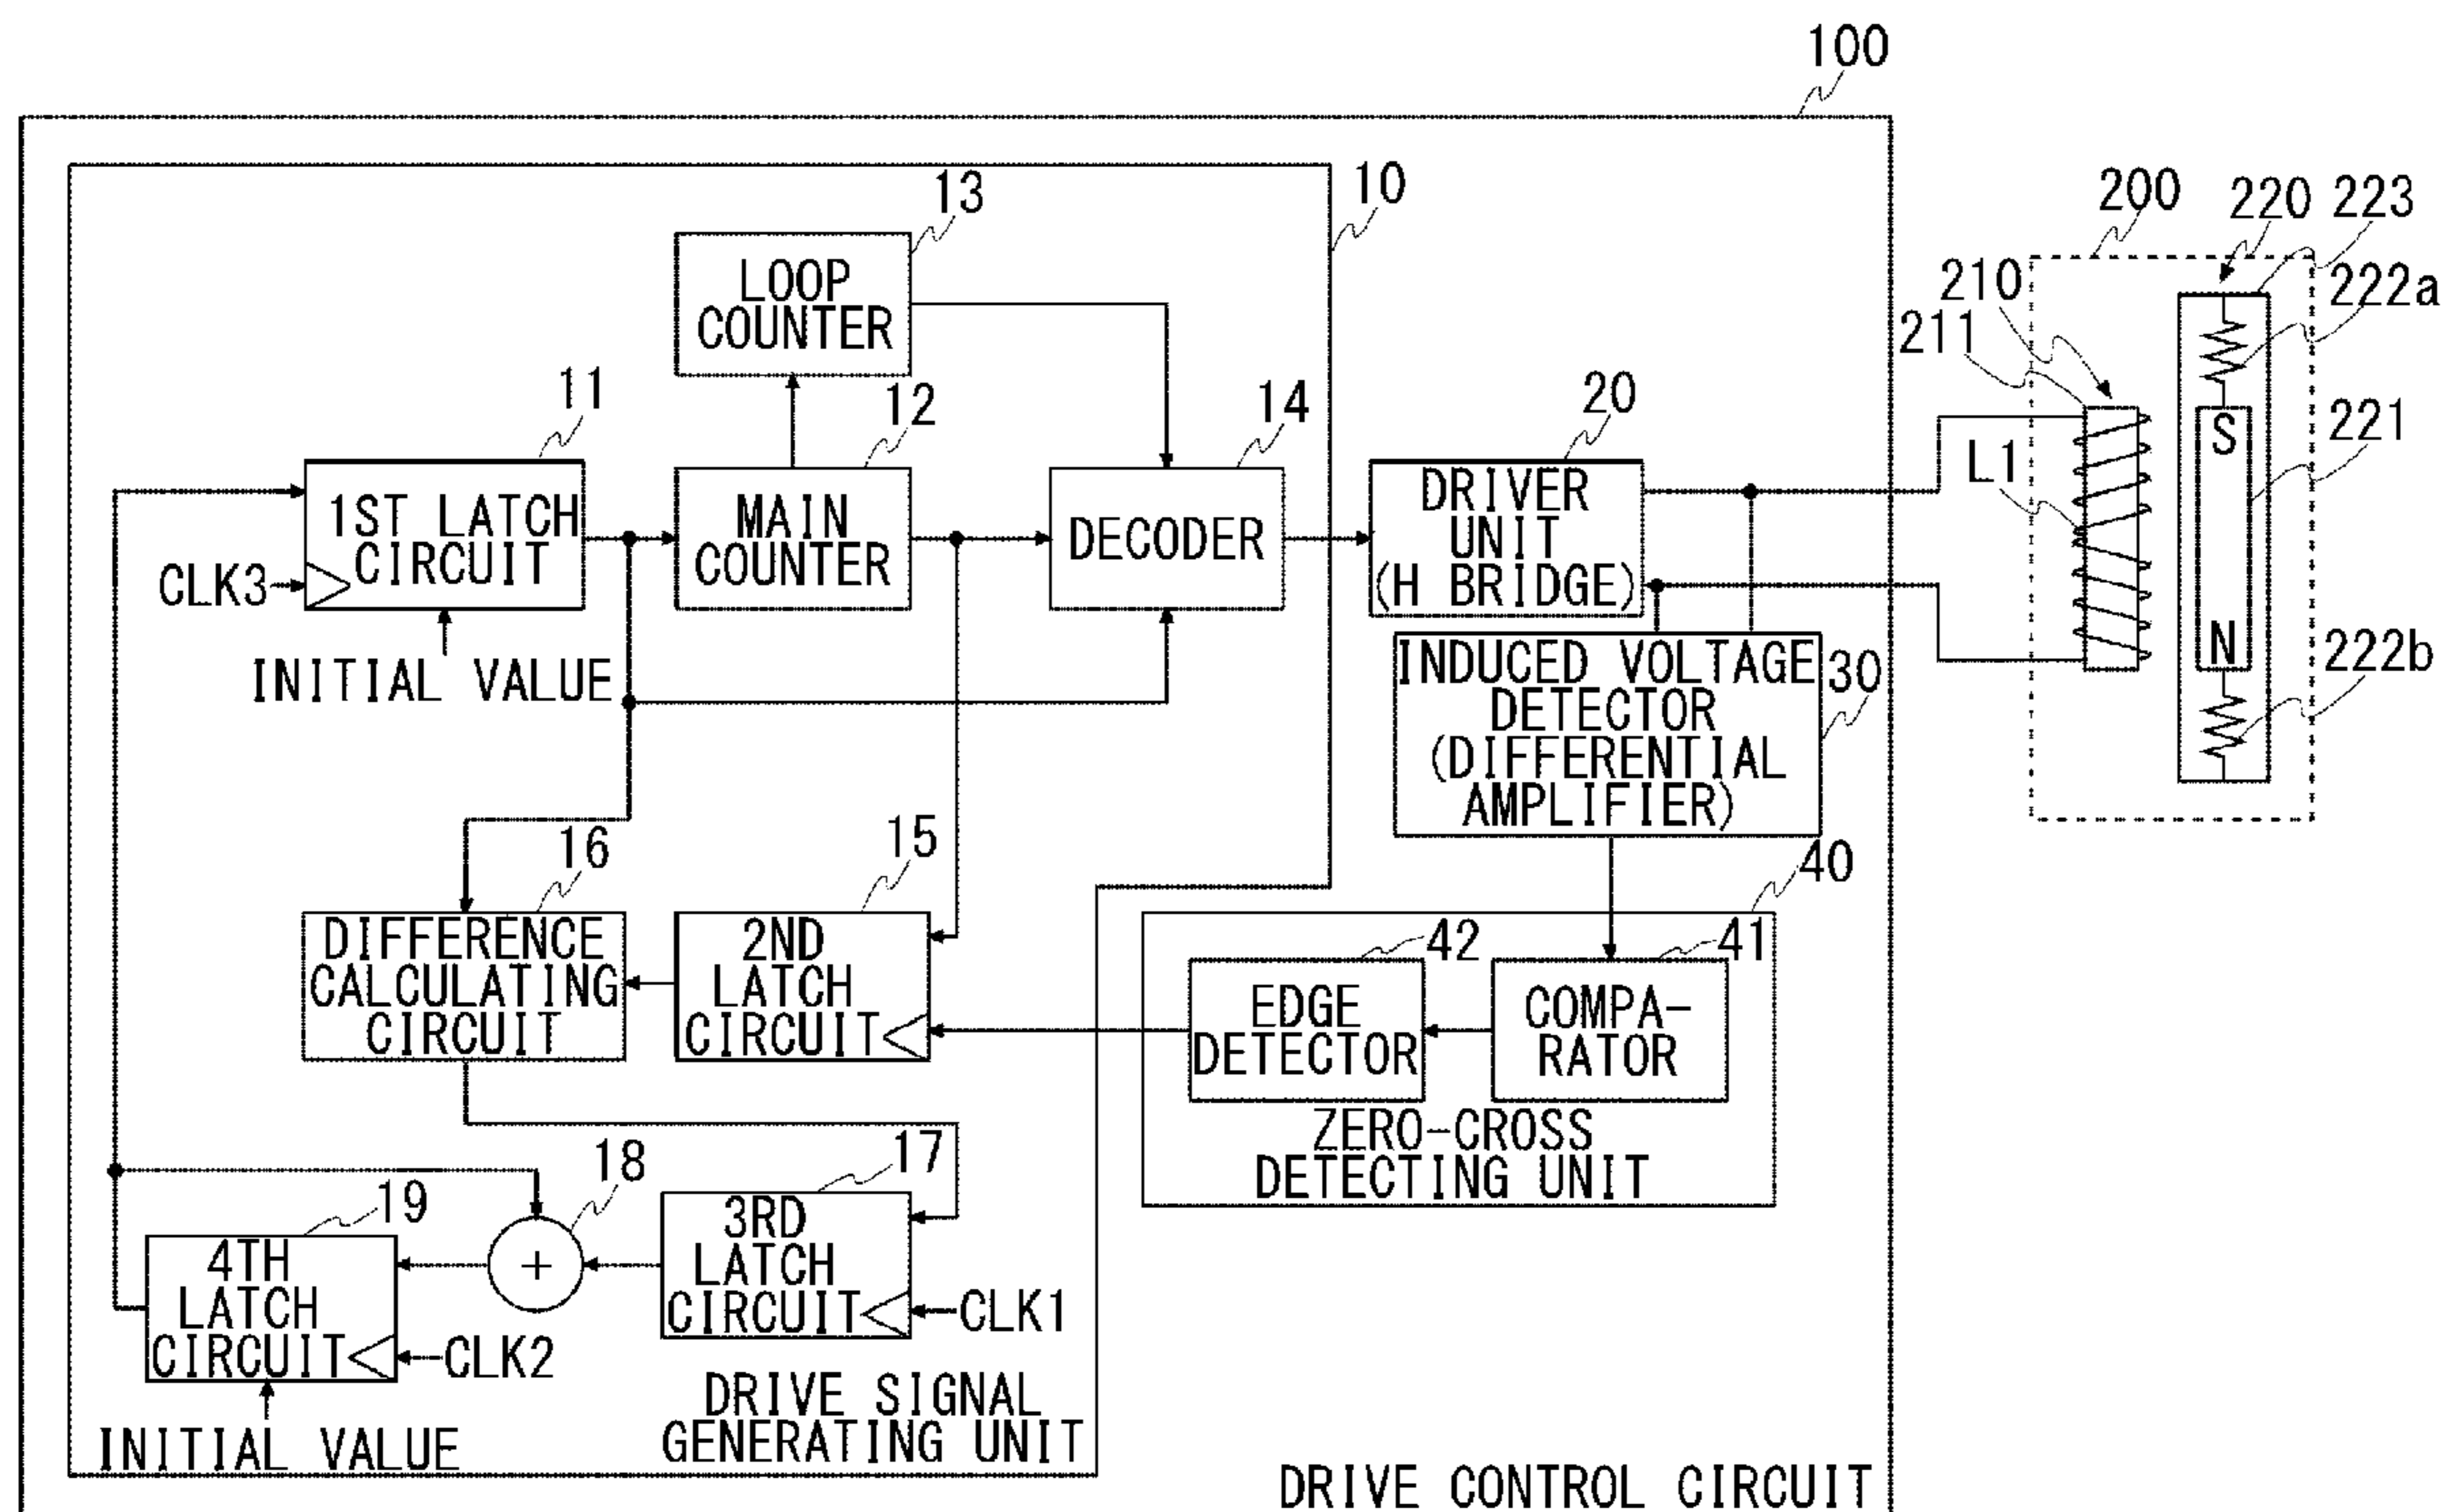 100
10
13
200
220
223
LOOP
COUNTER
210
222a
211
11
12
14
20
221
S
L1
1ST LATCH
CIRCUIT
MAIN
COUNTER
DECODER
DRIVER
UNIT
(H BRIDGE)
CLK3
INITIAL VALUE
N
222b
INDUCED VOLTAGE
DETECTOR
(DIFFERENTIAL
AMPLIFIER)
30
16
15
40
DIFFERENCE
CALCULATING
CIRCUIT
2ND
LATCH
CIRCUIT
42
41
EDGE
DETECTOR
COMPA-
RATOR
ZERO-CROSS
DETECTING UNIT
19
18
17
4TH
LATCH
CIRCUIT
+
3RD
LATCH
CIRCUIT
CLK1
CLK2
INITIAL VALUE
DRIVE SIGNAL
GENERATING UNIT
DRIVE CONTROL CIRCUIT